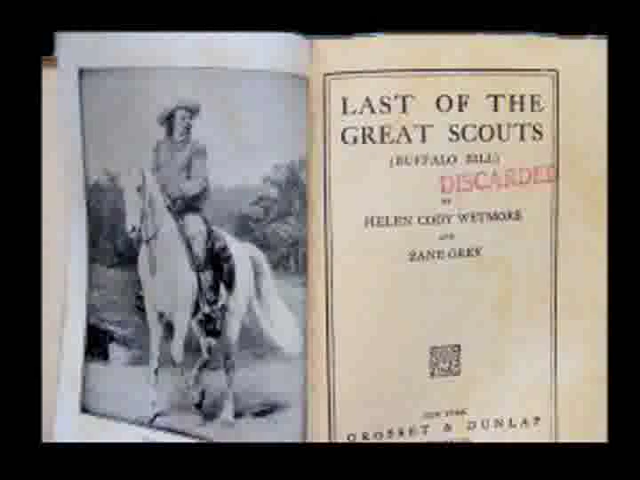 LAST OF THE
GREAT SCOUTS
(BUFFALO BILL)
DISCARDED
BY
HELEN CODY WETMORE
AND
ZANE GREY
NEW YORK
GROSSET & DUNLAP